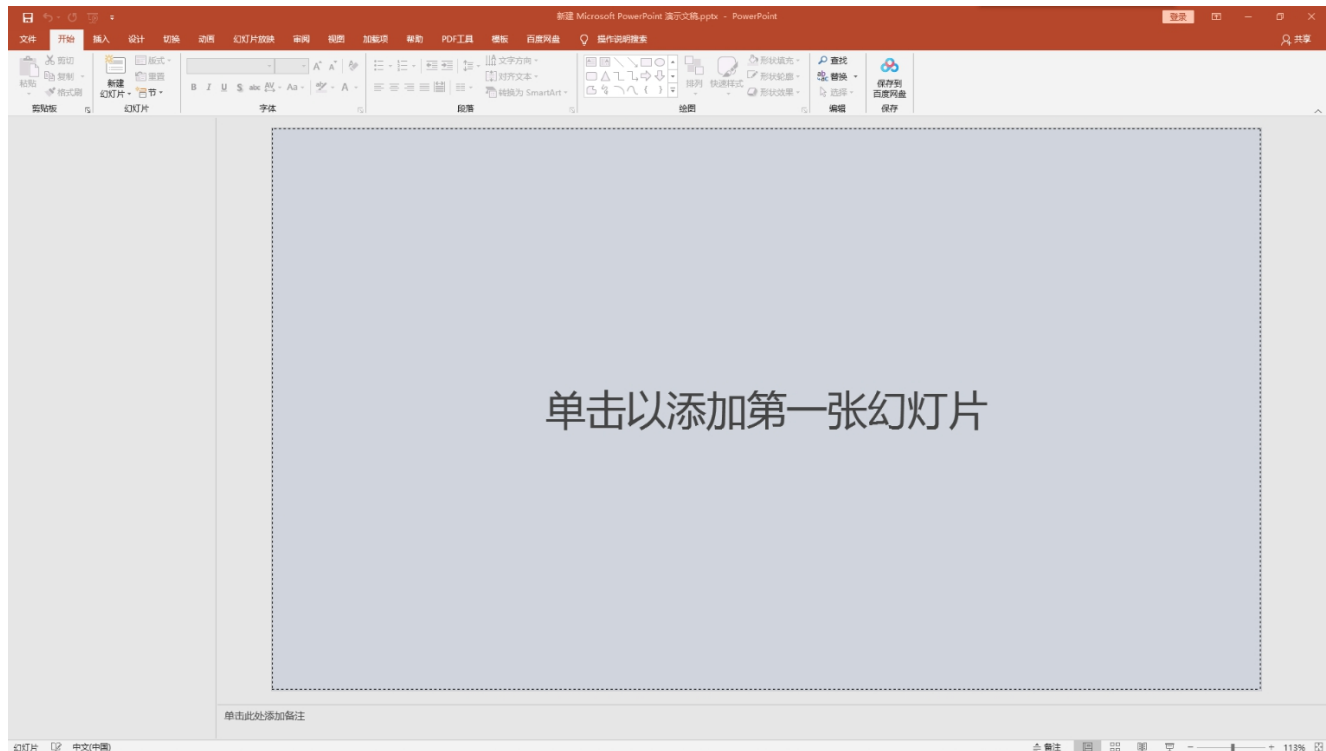 新建 Microsoft PowerPoint 演示文稿.pptx - PowerPoint
登录
文件 开始 插入 设计 切换 动画 幻灯片放映 审阅 视图 加载项 帮助 PDF工具 模板 百度网盘 操作说明搜索 共享
粘贴 剪切 复制 格式刷
剪贴板
新建幻灯片 版式 重置 节
幻灯片
B I U S abc AV Aa A
字体
文字方向 对齐文本 转换为 SmartArt
段落
排列 快速样式 形状填充 形状轮廓 形状效果
绘图
查找 替换 选择
编辑
保存到
百度网盘
保存
单击以添加第一张幻灯片
单击此处添加备注
幻灯片 中文(中国) 备注 113%